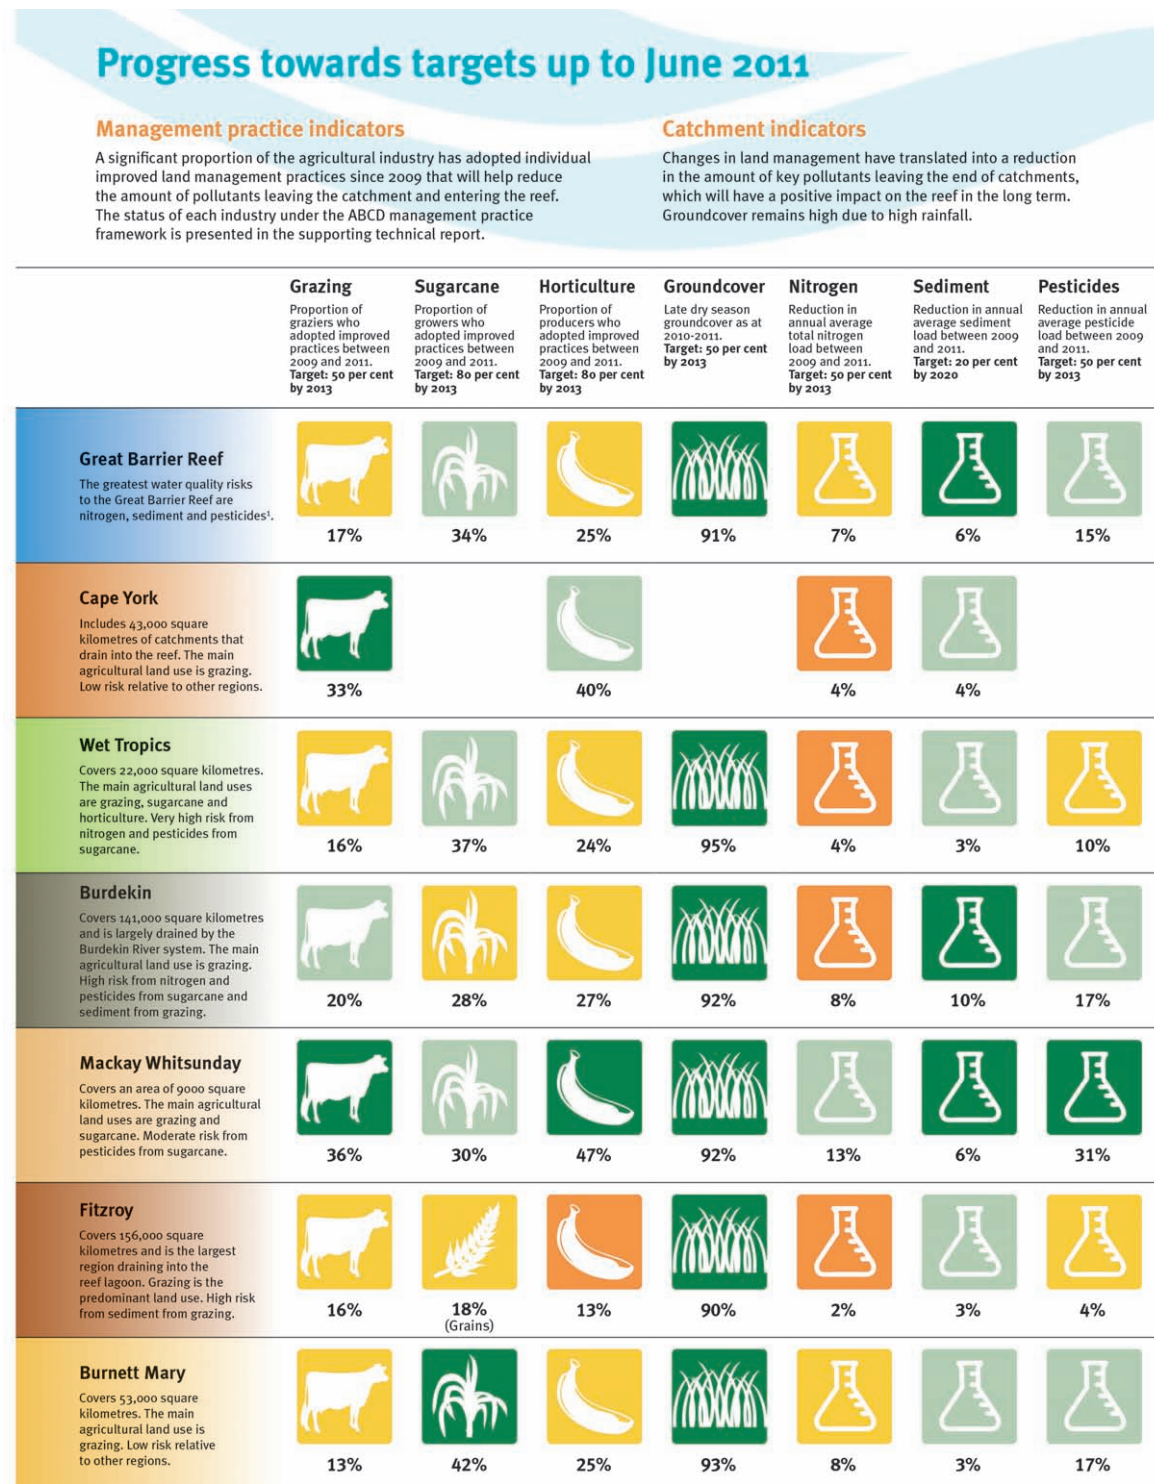 Progress towards targets up to June 2011
Management practice indicators
A significant proportion of the agricultural industry has adopted individual
improved land management practices since 2009 that will help reduce
the amount of pollutants leaving the catchment and entering the reef.
The status of each industry under the ABCD management practice
framework is presented in the supporting technical report.
Catchment indicators
Changes in land management have translated into a reduction
in the amount of key pollutants leaving the end of catchments,
which will have a positive impact on the reef in the long term.
Groundcover remains high due to high rainfall.
Grazing
Proportion of
graziers who
adopted improved
practices between
2009 and 2011.
Target: 50 per cent
by 2013
Sugarcane
Proportion of
growers who
adopted improved
practices between
2009 and 2011.
Target: 80 per cent
by 2013
Horticulture
Proportion of
producers who
adopted improved
practices between
2009 and 2011.
Target: 80 per cent
by 2013
Groundcover
Late dry season
groundcover as at
2010-2011.
Target: 50 per cent
by 2013
Nitrogen
Reduction in
annual average
total nitrogen
load between
2009 and 2011.
Target: 50 per cent
by 2013
Sediment
Reduction in annual
average sediment
load between 2009
and 2011.
Target: 20 per cent
by 2020
Pesticides
Reduction in annual
average pesticide
load between 2009
and 2011.
Target: 50 per cent
by 2013
Great Barrier Reef
The greatest water quality risks
to the Great Barrier Reef are
nitrogen, sediment and pesticides¹.
17% 34% 25% 91% 7% 6% 15%
Cape York
Includes 43,000 square
kilometres of catchments that
drain into the reef. The main
agricultural land use is grazing.
Low risk relative to other regions.
33% 40% 4% 4%
Wet Tropics
Covers 22,000 square kilometres.
The main agricultural land uses
are grazing, sugarcane and
horticulture. Very high risk from
nitrogen and pesticides from
sugarcane.
16% 37% 24% 95% 4% 3% 10%
Burdekin
Covers 141,000 square kilometres
and is largely drained by the
Burdekin River system. The main
agricultural land use is grazing.
High risk from nitrogen and
pesticides from sugarcane and
sediment from grazing.
20% 28% 27% 92% 8% 10% 17%
Mackay Whitsunday
Covers an area of 9000 square
kilometres. The main agricultural
land uses are grazing and
sugarcane. Moderate risk from
pesticides from sugarcane.
36% 30% 47% 92% 13% 6% 31%
Fitzroy
Covers 156,000 square
kilometres and is the largest
region draining into the
reef lagoon. Grazing is the
predominant land use. High risk
from sediment from grazing.
16% 18% 13% 90% 2% 3% 4%
(Grains)
Burnett Mary
Covers 53,000 square
kilometres. The main
agricultural land use is
grazing. Low risk relative
to other regions.
13% 42% 25% 93% 8% 3% 17%